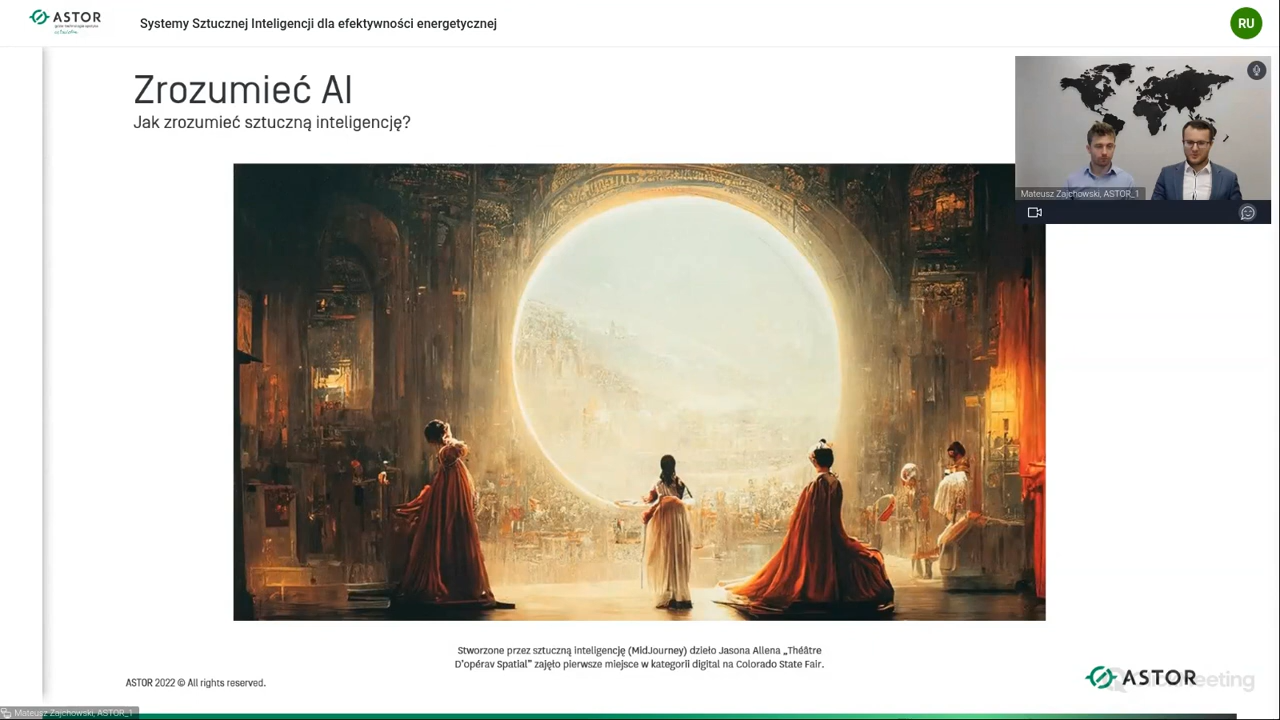 ASTOR
Systemy Sztucznej Inteligencji dla efektywności energetycznej
RU
Zrozumieć AI
Jak zrozumieć sztuczną inteligencję?
Mateusz Zajchowski, ASTOR_1
Stworzone przez sztuczną inteligencję (MidJourney) dzieło Jasona Allena „Théâtre
D'opérav Spatial” zajęło pierwsze miejsce w kategorii digital na Colorado State Fair.
ASTOR 2022 © All rights reserved.
ASTOR
Mateusz Zajchowski, ASTOR_1